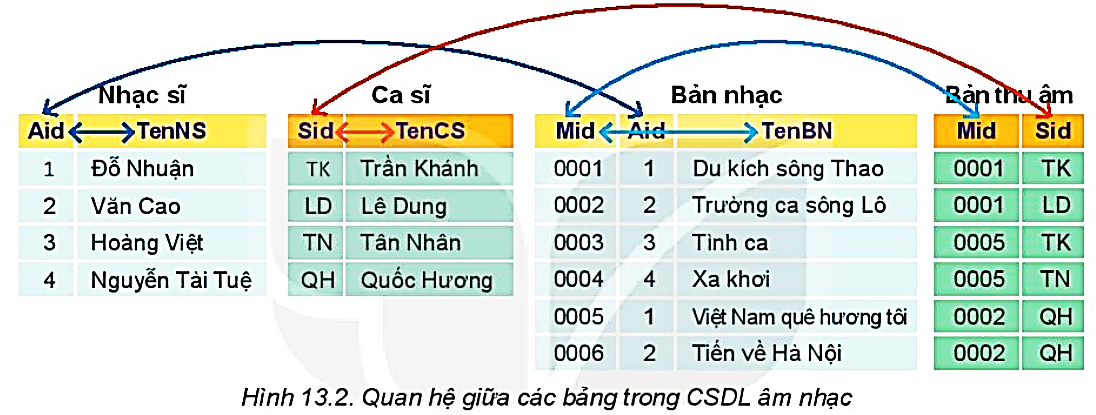 Nhạc sĩ Ca sĩ Bản nhạc Bản thu âm
Aid TenNS Sid TenCS Mid Aid TenBN Mid Sid
1 Đỗ Nhuận TK Trần Khánh 0001 1 Du kích sông Thao 0001 TK
2 Văn Cao LD Lê Dung 0002 2 Trường ca sông Lô 0001 LD
3 Hoàng Việt TN Tân Nhân 0003 3 Tình ca 0005 TK
4 Nguyễn Tài Tuệ QH Quốc Hương 0004 4 Xa khơi 0005 TN
0005 1 Việt Nam quê hương tôi 0002 QH
0006 2 Tiến về Hà Nội 0002 QH
Hình 13.2. Quan hệ giữa các bảng trong CSDL âm nhạc